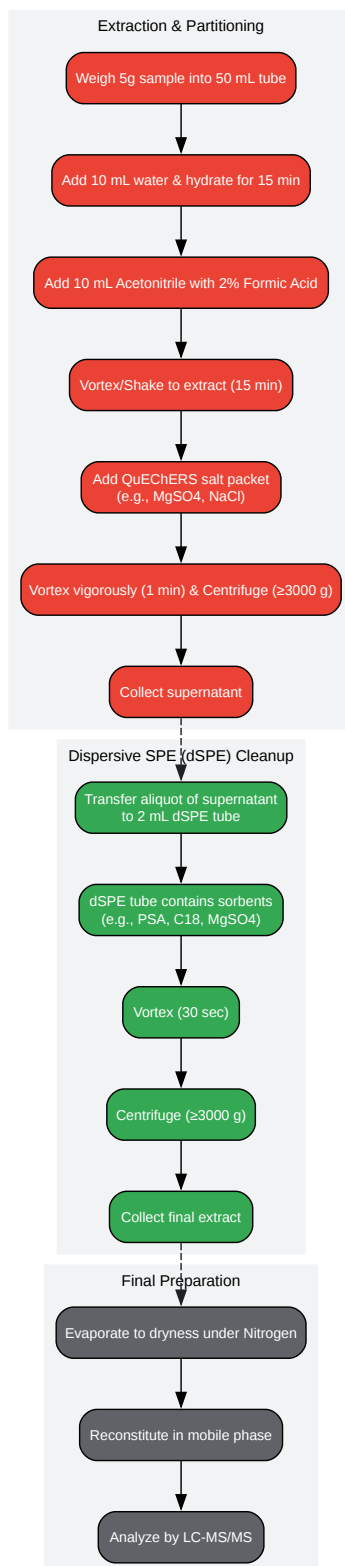 Extraction & Partitioning
Weigh 5g sample into 50 mL tube
Add 10 mL water & hydrate for 15 min
Add 10 mL Acetonitrile with 2% Formic Acid
Vortex/Shake to extract (15 min)
Add QuEChERS salt packet
(e.g., MgSO4, NaCl)
Vortex vigorously (1 min) & Centrifuge (≥3000 g)
Collect supernatant
Dispersive SPE (dSPE) Cleanup
Transfer aliquot of supernatant
to 2 mL dSPE tube
dSPE tube contains sorbents
(e.g., PSA, C18, MgSO4)
Vortex (30 sec)
Centrifuge (≥3000 g)
Collect final extract
Final Preparation
Evaporate to dryness under Nitrogen
Reconstitute in mobile phase
Analyze by LC-MS/MS